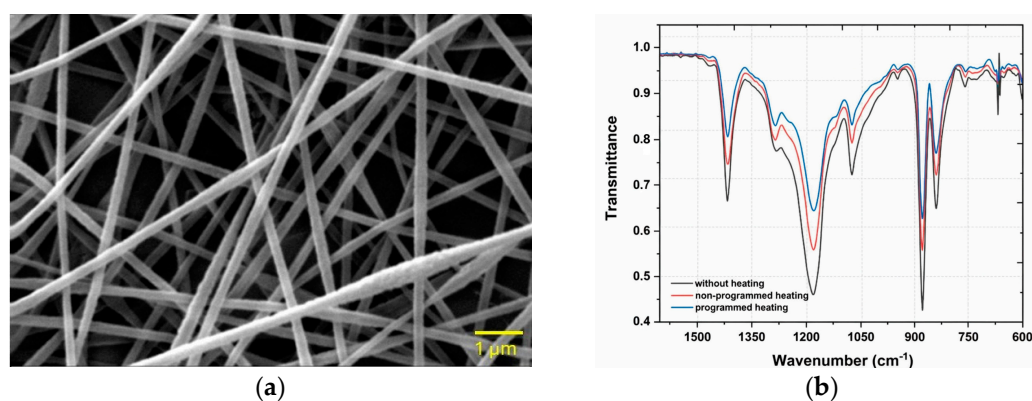 1 μm
1.0
0.9
0.8
0.7
0.6
0.5
0.4
Transmittance
without heating
non-programmed heating
programmed heating
1500 1350 1200 1050 900 750 600
Wavenumber (cm⁻¹)
(a) (b)